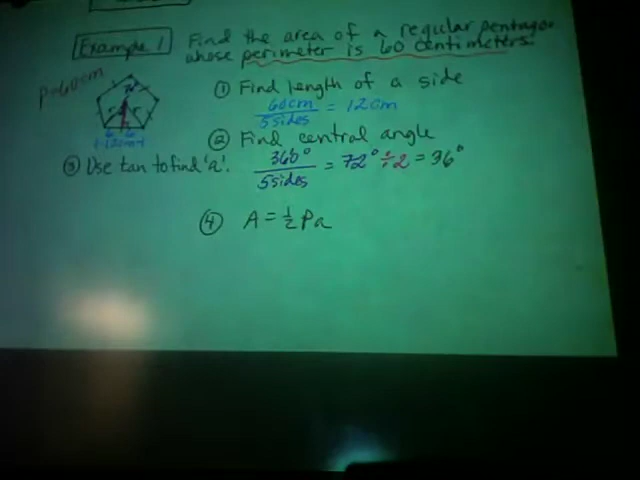 Example 1
Find the area of a regular pentagon
whose perimeter is 60 centimeters.
P=60cm
① Find length of a side
60cm
5sides
= 12cm
② Find central angle
③ Use tan to find 'a'.
360°
5sides
= 72° ÷2 = 36°
④ A = 1/2 Pa